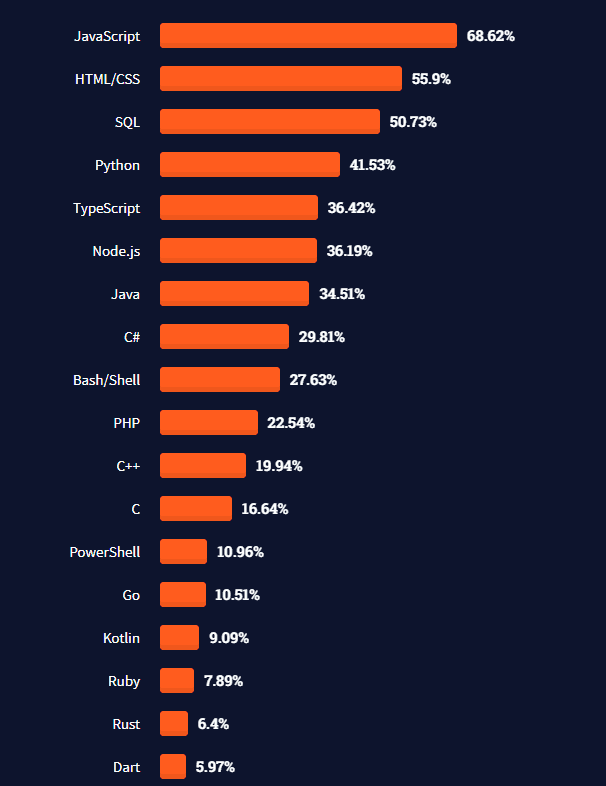 JavaScript 68.62%
HTML/CSS 55.9%
SQL 50.73%
Python 41.53%
TypeScript 36.42%
Node.js 36.19%
Java 34.51%
C# 29.81%
Bash/Shell 27.63%
PHP 22.54%
C++ 19.94%
C 16.64%
PowerShell 10.96%
Go 10.51%
Kotlin 9.09%
Ruby 7.89%
Rust 6.4%
Dart 5.97%